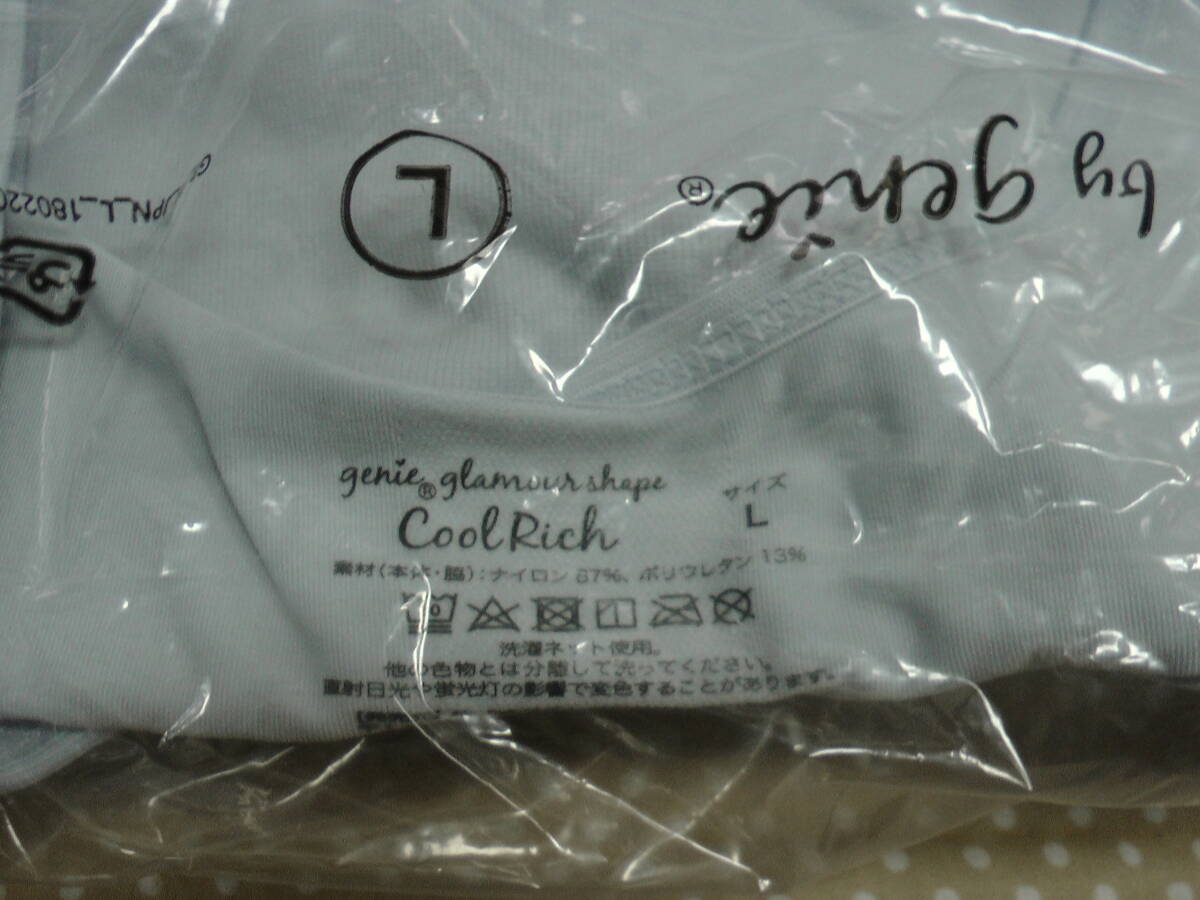 by genie®
L
genie® glamour shape
CoolRich
サイズ
L
素材(本体・脇):ナイロン 87%、ポリウレタン 13%
洗濯ネット使用。
他の色物とは分離して洗ってください。
直射日光や蛍光灯の影響で変色することがあります。